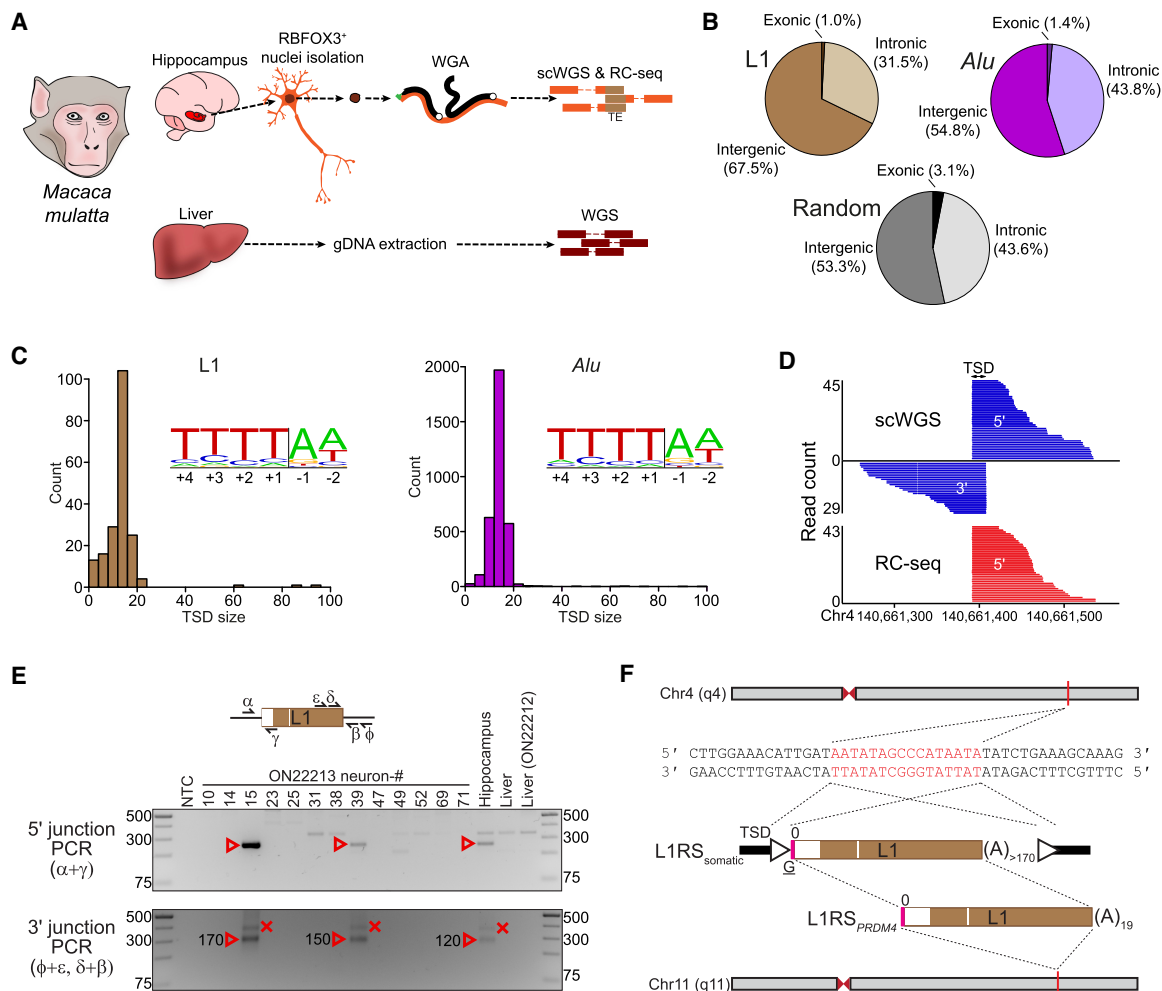 A
Hippocampus
RBFOX3+
nuclei isolation
WGA
scWGS & RC-seq
TE
Macaca
mulatta
Liver
gDNA extraction
WGS
B
L1
Exonic (1.0%)
Intronic
(31.5%)
Intergenic
(67.5%)
Alu
Exonic (1.4%)
Intronic
(43.8%)
Intergenic
(54.8%)
Random
Exonic (3.1%)
Intronic
(43.6%)
Intergenic
(53.3%)
C
L1
Count
100
80
60
40
20
0
0 20 40 60 80 100
TSD size
TTTTAA
+4 +3 +2 +1 -1 -2
Alu
Count
2000
1500
1000
500
0
0 20 40 60 80 100
TSD size
TTTTAA
+4 +3 +2 +1 -1 -2
D
TSD
Read count
45
scWGS
5'
0
3'
29
43
RC-seq
5'
0
Chr4 140,661,300 140,661,400 140,661,500
E
α
ε δ
L1
γ
β ϕ
ON22213 neuron-#
NTC 10 14 15 23 25 31 38 39 47 49 52 69 71 Hippocampus Liver Liver (ON22212)
5' junction
PCR
(α+γ)
500
300
75
500
300
75
3' junction
PCR
(ϕ+ε, δ+β)
500
300
75
170
150
120
500
300
75
F
Chr4 (q4)
5′ CTTGGAAACATTGATAATATAGCCCATAATATATCTGAAAGCAAAG 3′
3′ GAACCTTTGTAACTATTATATCGGGTATTATATAGACTTTCGTTTC 5′
TSD
0
L1RSsomatic
G
L1
(A)>170
0
L1RSPRDM4
L1
(A)19
Chr11 (q11)